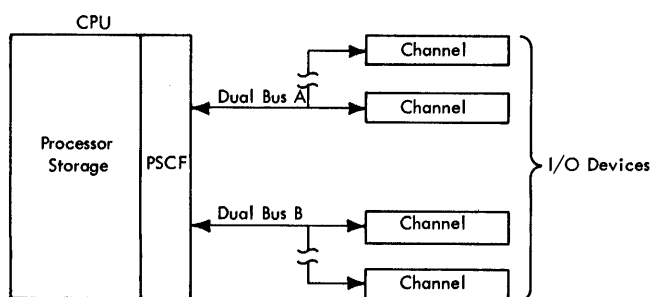 CPU
Channel
Dual Bus A
Channel
Processor
Storage
PSCF
I/O Devices
Dual Bus B
Channel
Channel